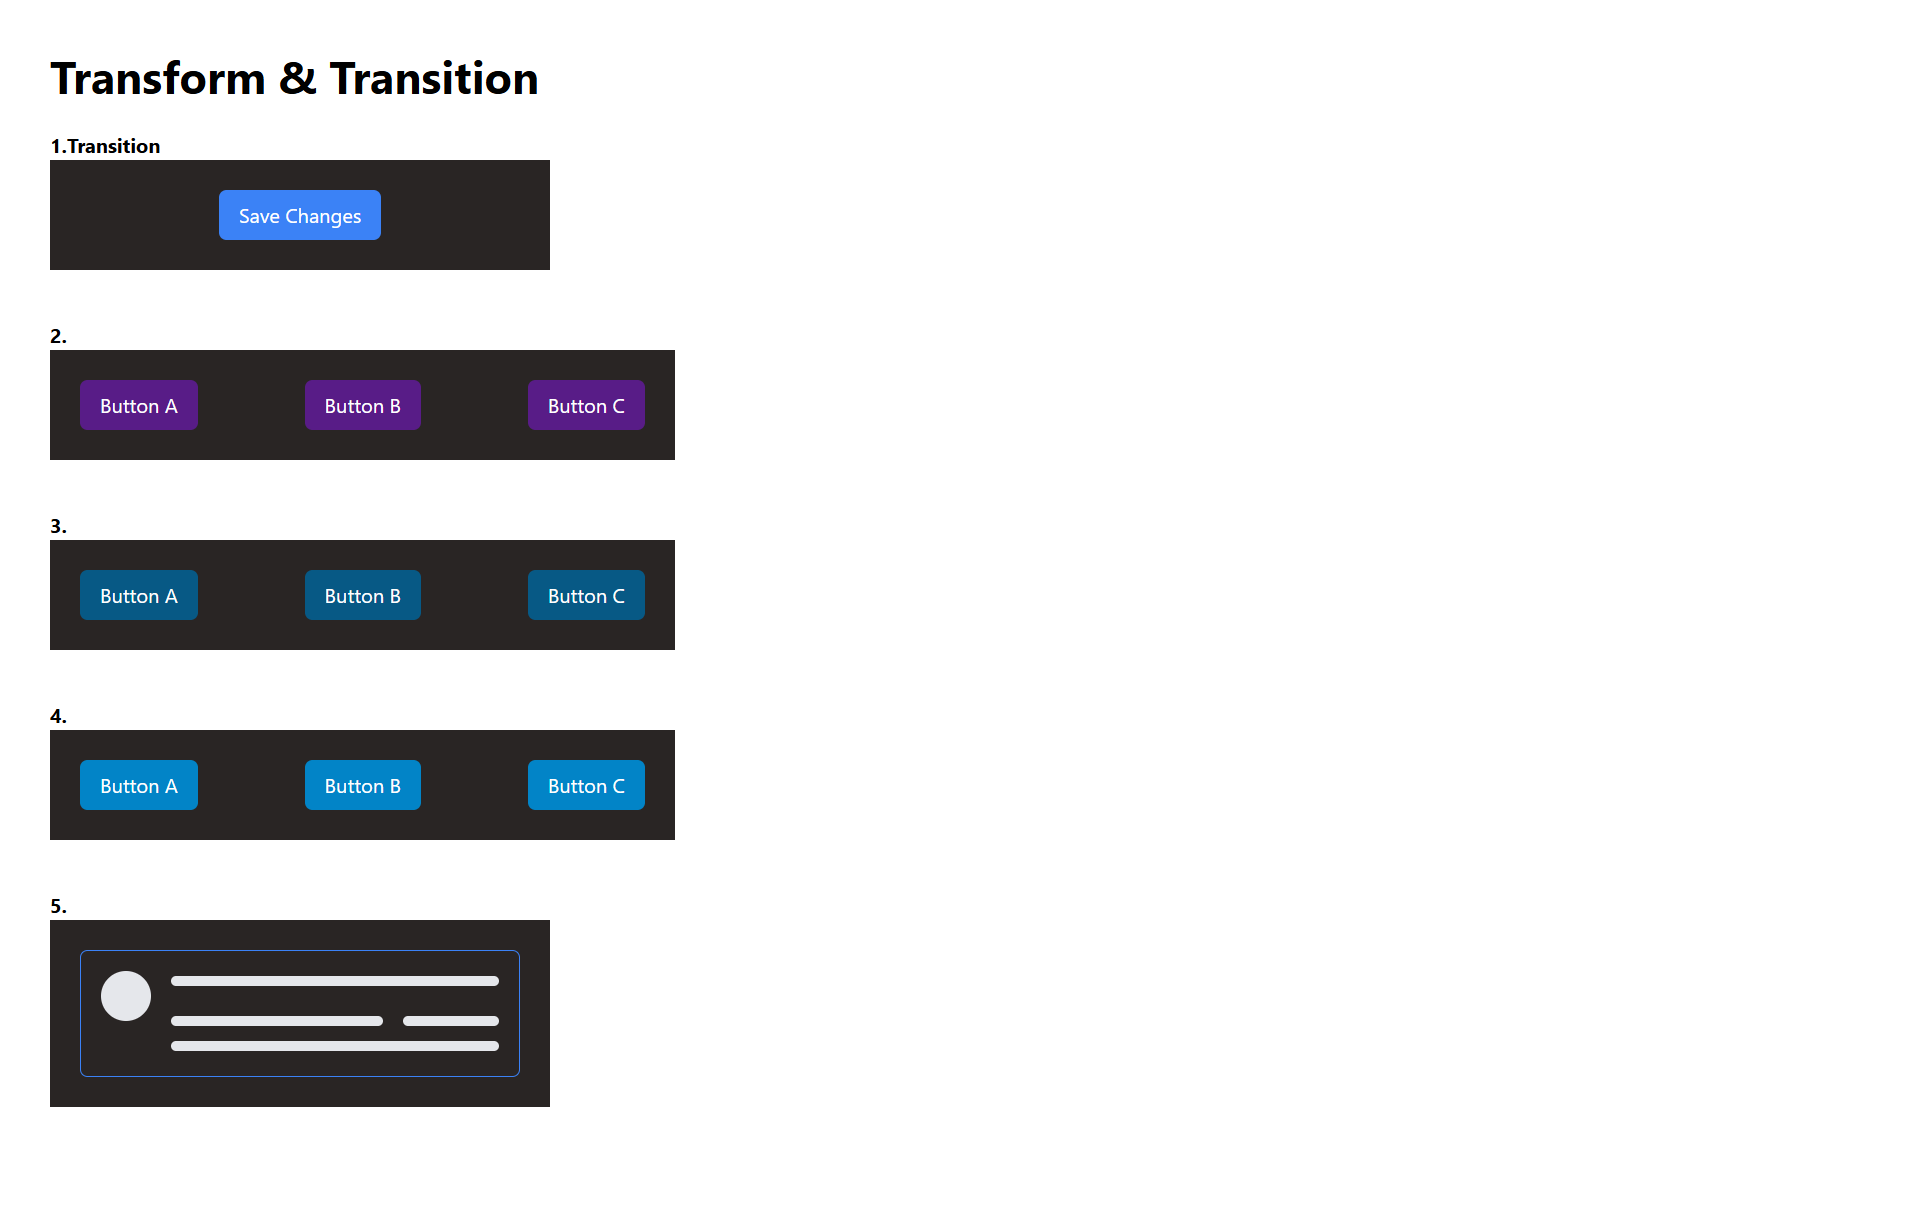 Transform & Transition
1.Transition
Save Changes
2.
Button A Button B Button C
3.
Button A Button B Button C
4.
Button A Button B Button C
5.